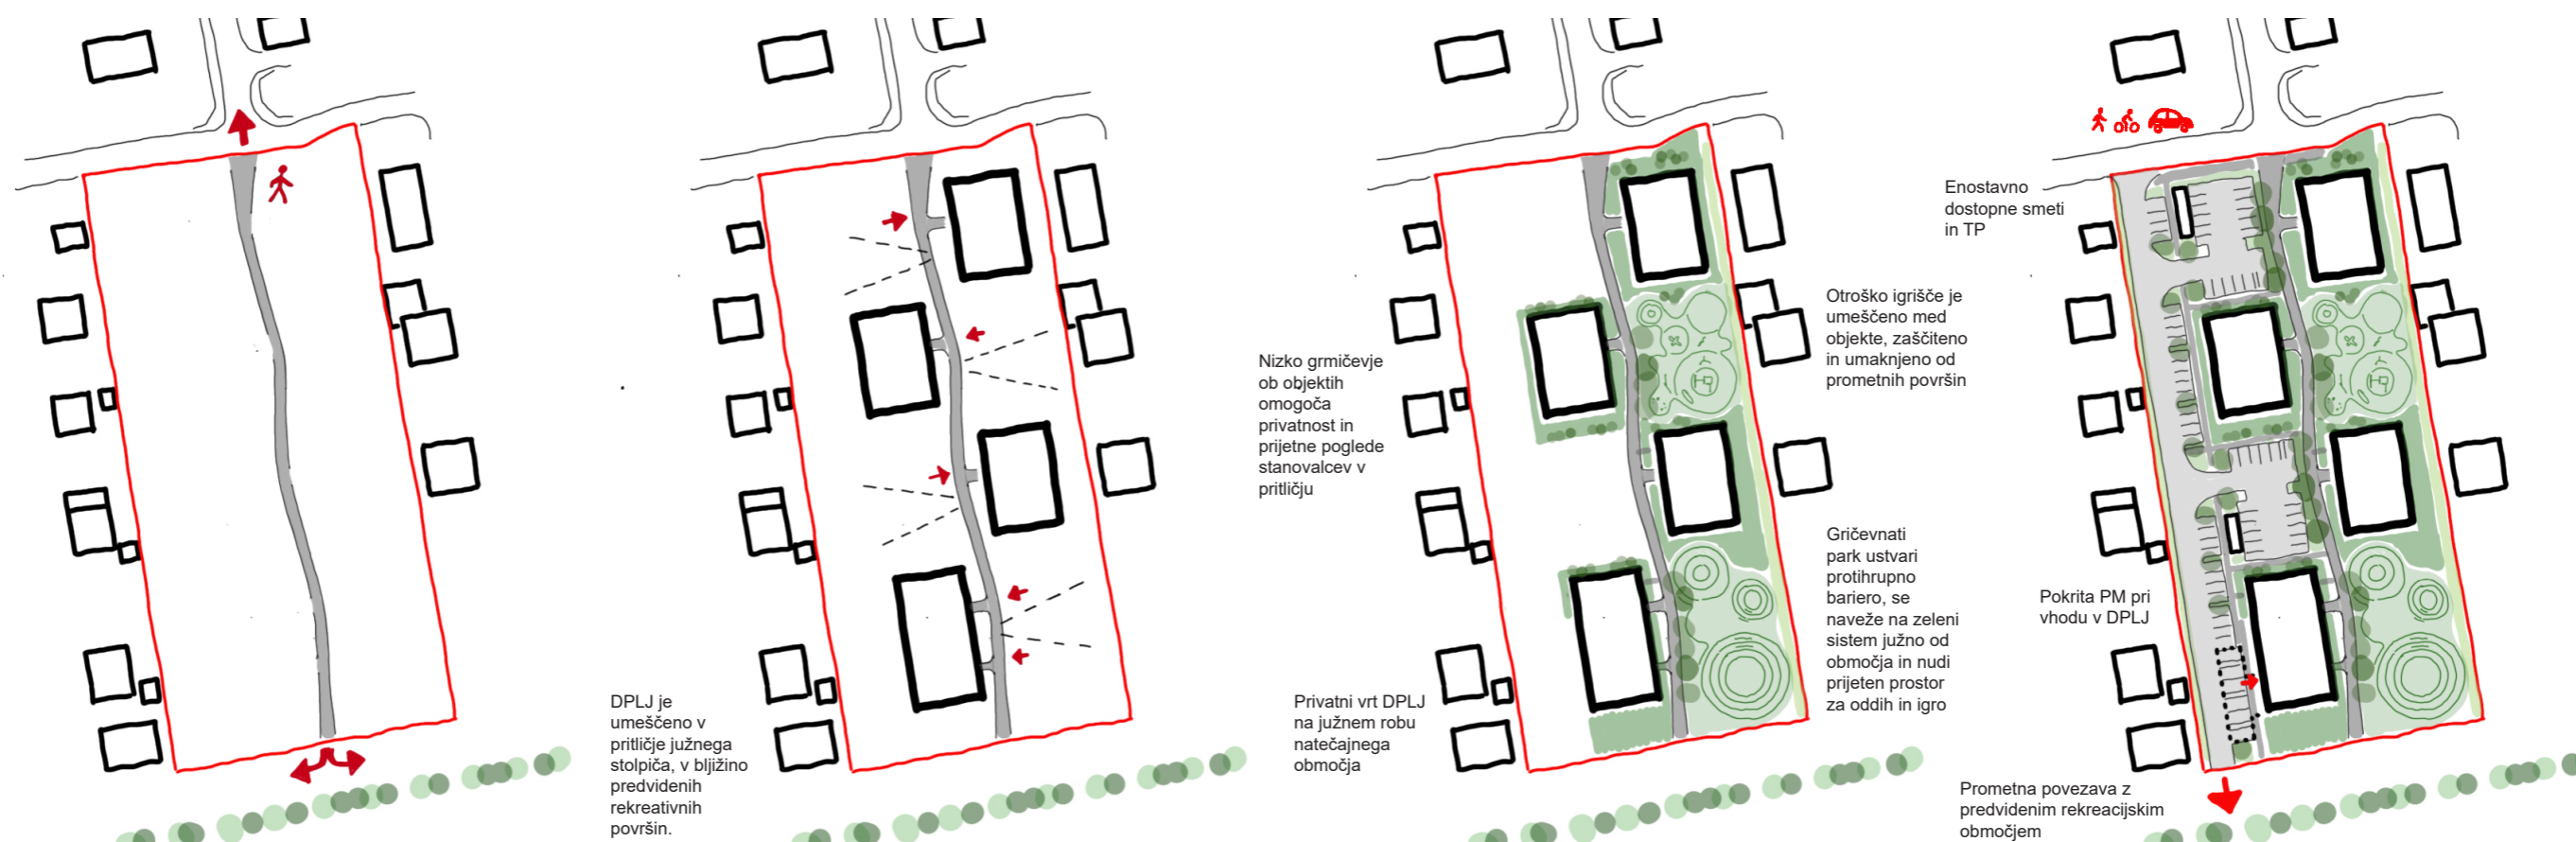 DPLJ je
umeščeno v
pritličje južnega
stolpiča, v bljižino
predvidenih
rekreativnih
površin.
Nizko grmičevje
ob objektih
omogoča
privatnost in
prijetne poglede
stanovalcev v
pritličju
Privatni vrt DPLJ
na južnem robu
natečajnega
območja
Otroško igrišče je
umeščeno med
objekte, zaščiteno
in umaknjeno od
prometnih površin
Gričevnati
park ustvari
protihrupno
bariero, se
naveže na zeleni
sistem južno od
območja in nudi
prijeten prostor
za oddih in igro
Enostavno
dostopne smeti
in TP
Pokrita PM pri
vhodu v DPLJ
Prometna povezava z
predvidenim rekreacijskim
območjem